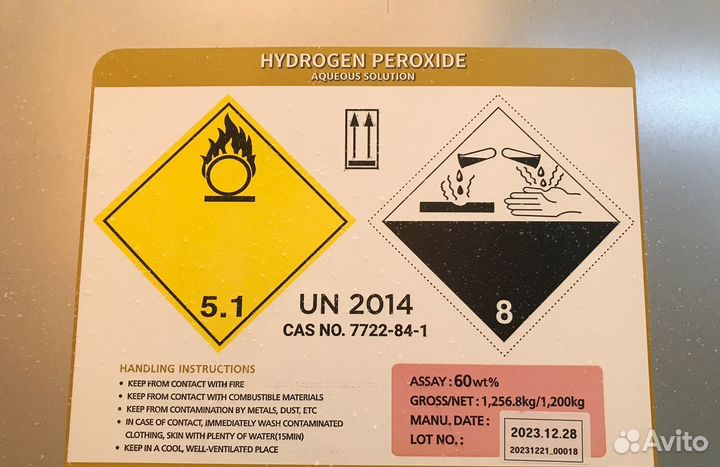 HYDROGEN PEROXIDE
AQUEOUS SOLUTION
5.1
8
UN 2014
CAS NO. 7722-84-1
HANDLING INSTRUCTIONS
• KEEP FROM CONTACT WITH FIRE
• KEEP FROM CONTACT WITH COMBUSTIBLE MATERIALS
• KEEP FROM CONTAMINATION BY METALS, DUST, ETC
• IN CASE OF CONTACT, IMMEDIATELY WASH CONTAMINATED
CLOTHING, SKIN WITH PLENTY OF WATER(15MIN)
• KEEP IN A COOL, WELL-VENTILATED PLACE
ASSAY : 60wt%
GROSS/NET : 1,256.8kg/1,200kg
MANU. DATE : 2023.12.28
LOT NO. : 20231221_00018
Avito